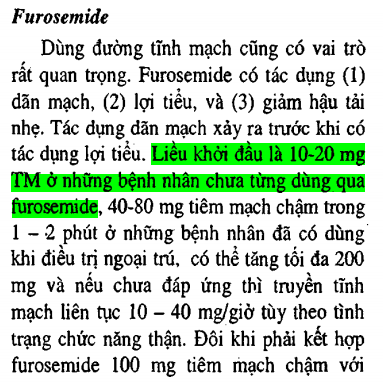 Furosemide
Dùng đường tĩnh mạch cũng có vai trò
rất quan trọng. Furosemide có tác dụng (1)
dãn mạch, (2) lợi tiểu, và (3) giảm hậu tải
nhẹ. Tác dụng dãn mạch xảy ra trước khi có
tác dụng lợi tiểu. Liều khởi đầu là 10-20 mg
TM ở những bệnh nhân chưa từng dùng qua
furosemide, 40-80 mg tiêm mạch chậm trong
1 – 2 phút ở những bệnh nhân đã có dùng
khi điều trị ngoại trú, có thể tăng tối đa 200
mg và nếu chưa đáp ứng thì truyền tĩnh
mạch liên tục 10 – 40 mg/giờ tùy theo tình
trạng chức năng thận. Đôi khi phải kết hợp
furosemide 100 mg tiêm mạch chậm với